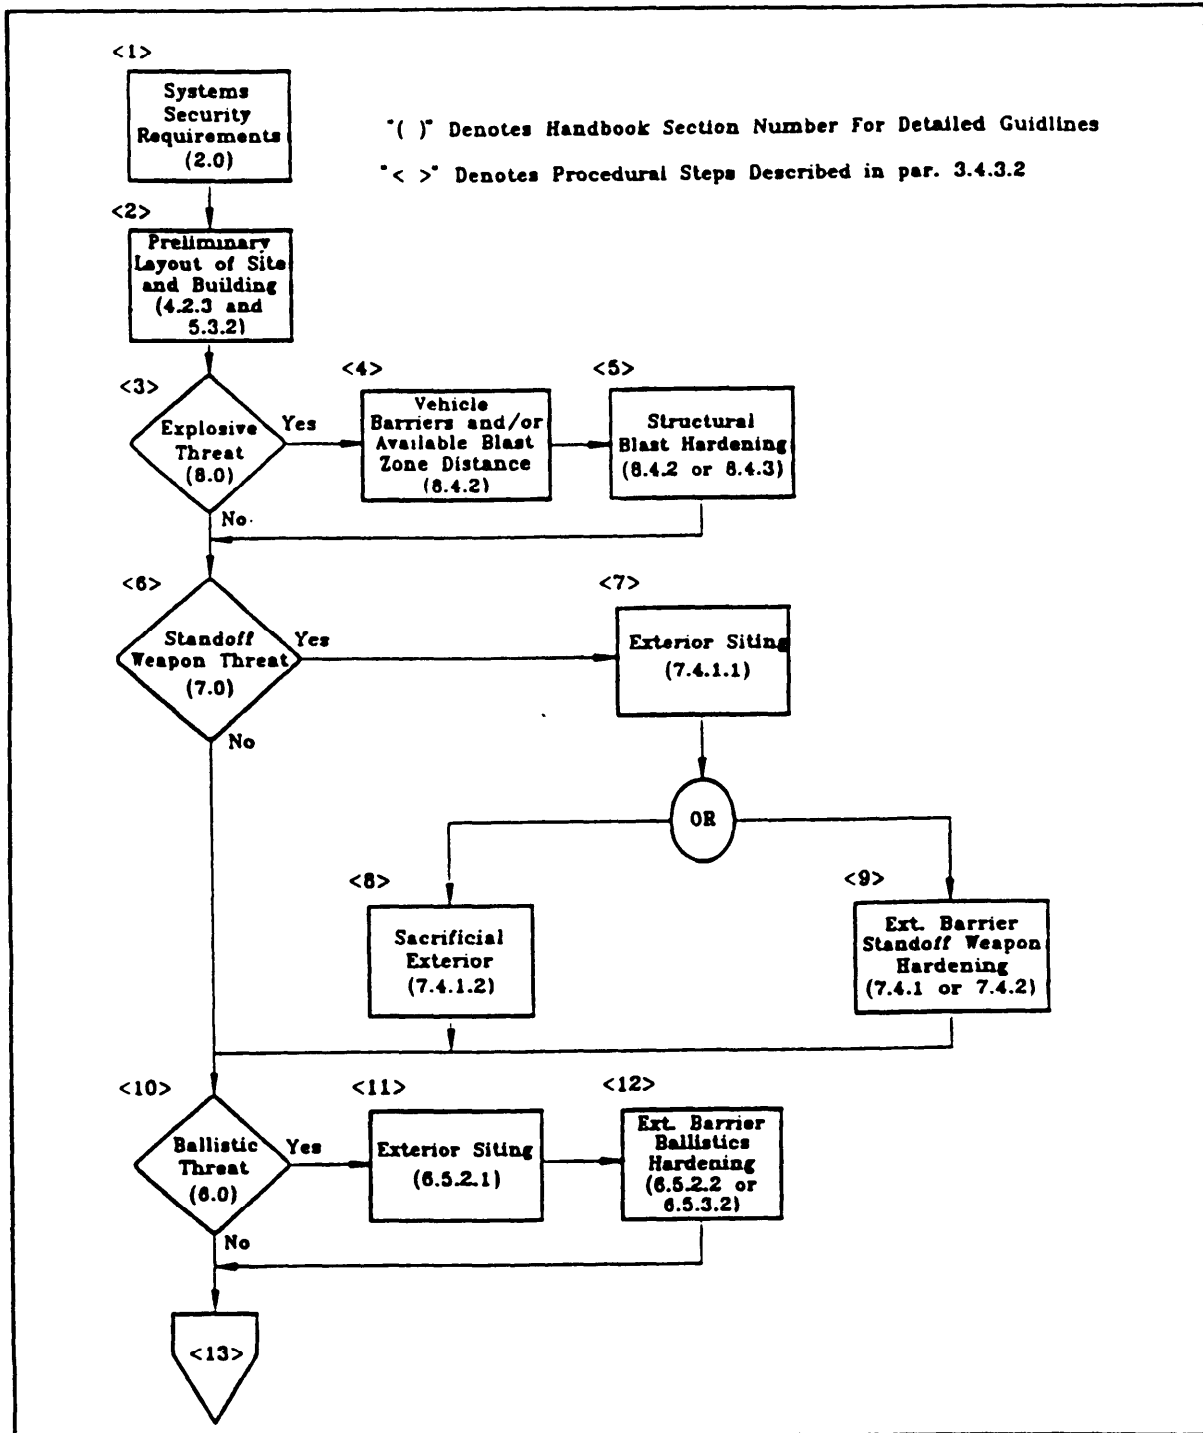 <1>
Systems
Security
Requirements
(2.0)
"( )" Denotes Handbook Section Number For Detailed Guidlines
"< >" Denotes Procedural Steps Described in par. 3.4.3.2
<2>
Preliminary
Layout of Site
and Building
(4.2.3 and
5.3.2)
<3>
Explosive
Threat
(8.0)
Yes
No
<4>
Vehicle
Barriers and/or
Available Blast
Zone Distance
(8.4.2)
<5>
Structural
Blast Hardening
(8.4.2 or 8.4.3)
<6>
Standoff
Weapon Threat
(7.0)
Yes
No
<7>
Exterior Siting
(7.4.1.1)
OR
<8>
Sacrificial
Exterior
(7.4.1.2)
<9>
Ext. Barrier
Standoff Weapon
Hardening
(7.4.1 or 7.4.2)
<10>
Ballistic
Threat
(6.0)
Yes
No
<11>
Exterior Siting
(6.5.2.1)
<12>
Ext. Barrier
Ballistics
Hardening
(6.5.2.2 or
6.5.3.2)
<13>